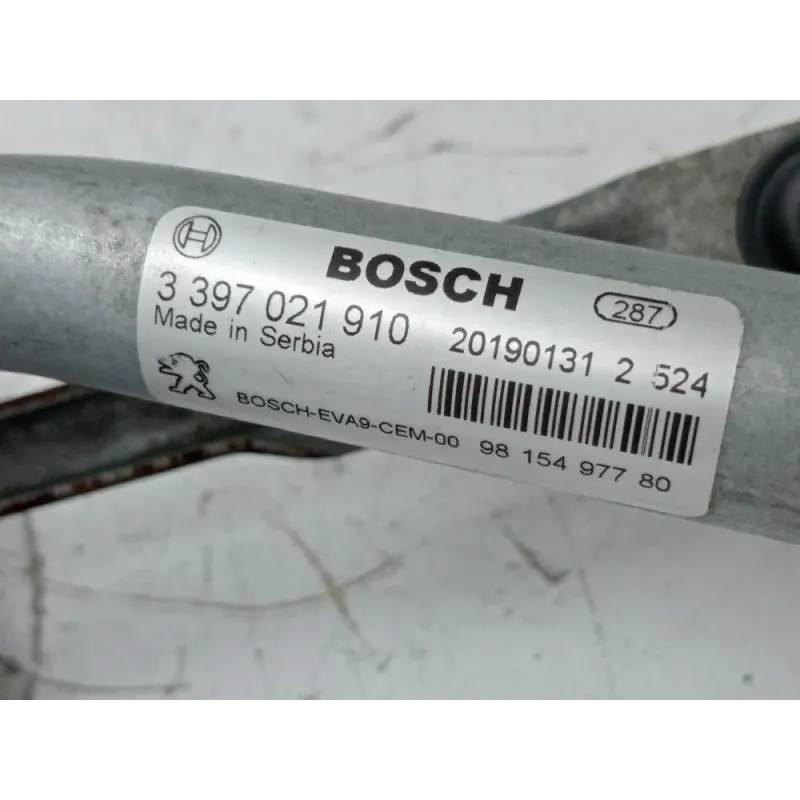 BOSCH
287
3 397 021 910
20190131 2 524
Made in Serbia
BOSCH-EVA9-CEM-00 98 154 977 80